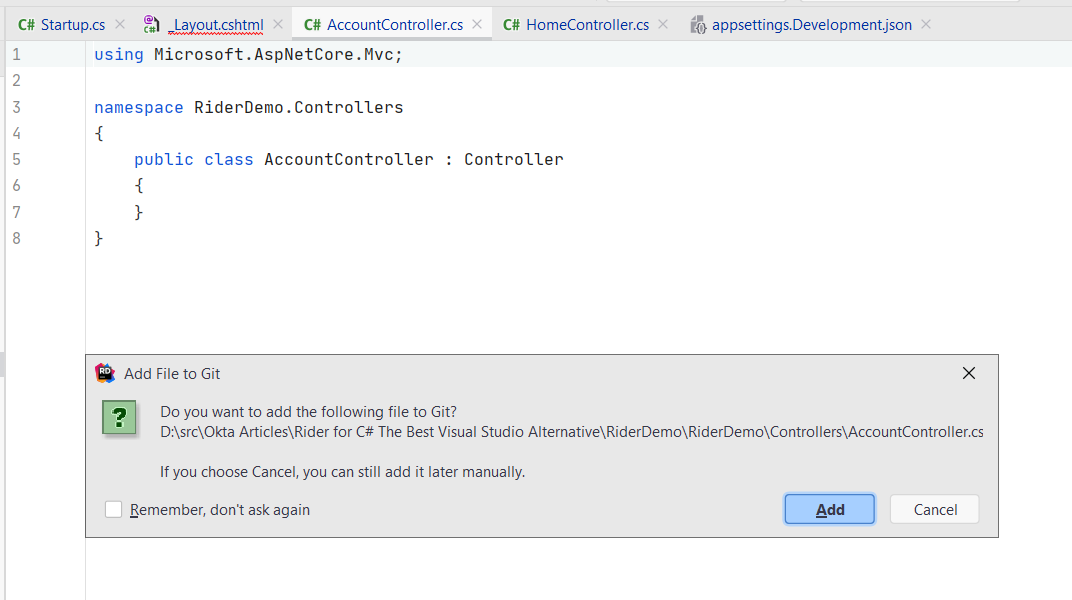 C# Startup.cs _Layout.cshtml C# AccountController.cs C# HomeController.cs appsettings.Development.json
1 using Microsoft.AspNetCore.Mvc;
2
3 namespace RiderDemo.Controllers
4 {
5 public class AccountController : Controller
6 {
7 }
8 }
RD Add File to Git
? Do you want to add the following file to Git?
D:\src\Okta Articles\Rider for C# The Best Visual Studio Alternative\RiderDemo\RiderDemo\Controllers\AccountController.cs
If you choose Cancel, you can still add it later manually.
Remember, don't ask again Add Cancel